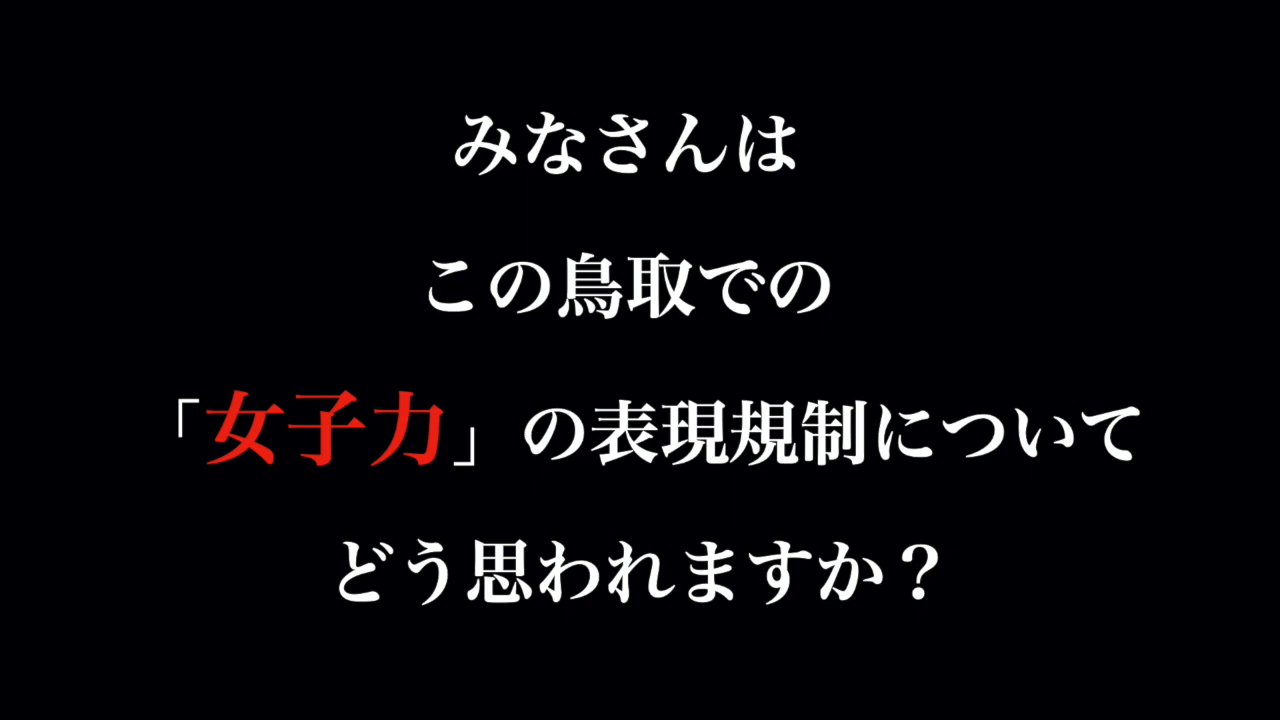 みなさんは
この鳥取での
「女子力」の表現規制について
どう思われますか？